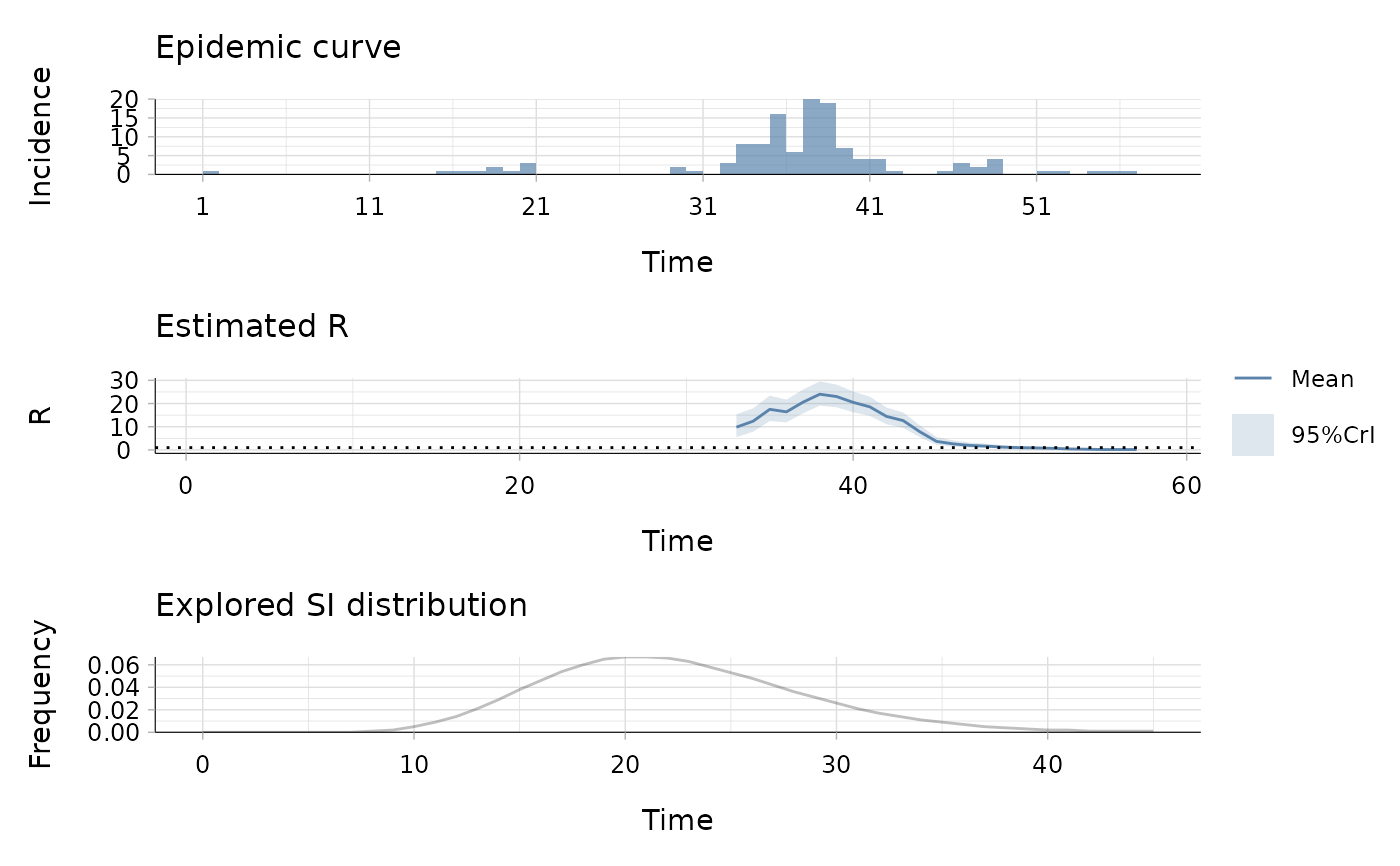 Epidemic curve
Incidence
20
15
10
5
0
1 11 21 31 41 51
Time
Estimated R
R
30
20
10
0
0 20 40 60
Time
Mean
95%CrI
Explored SI distribution
Frequency
0.06
0.04
0.02
0.00
0 10 20 30 40
Time